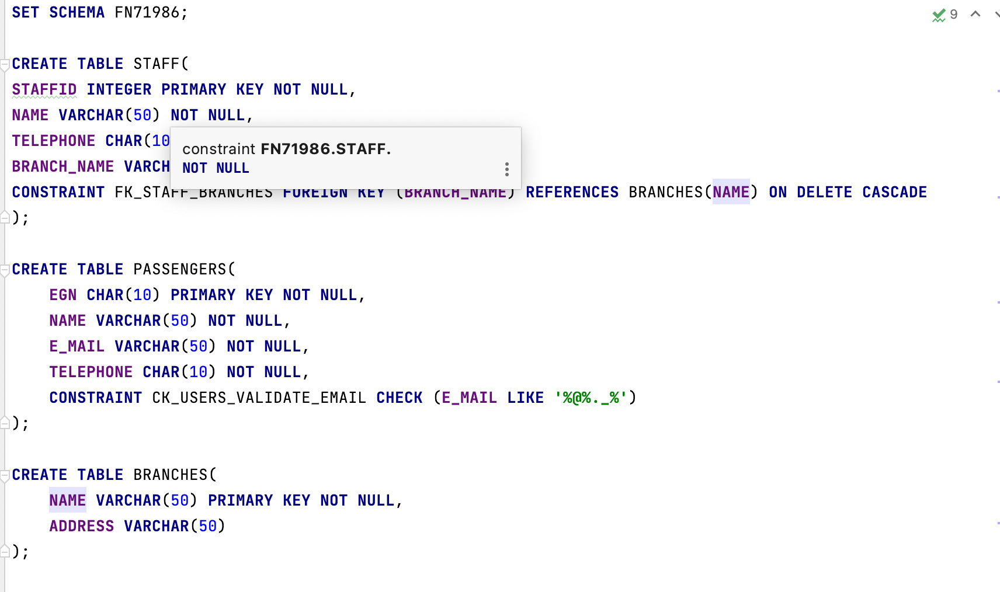 SET SCHEMA FN71986;
9
CREATE TABLE STAFF(
STAFFID INTEGER PRIMARY KEY NOT NULL,
NAME VARCHAR(50) NOT NULL,
TELEPHONE CHAR(10
constraint FN71986.STAFF.
BRANCH_NAME VARCH
NOT NULL
CONSTRAINT FK_STAFF_BRANCHES FOREIGN KEY (BRANCH_NAME) REFERENCES BRANCHES(NAME) ON DELETE CASCADE
);
CREATE TABLE PASSENGERS(
EGN CHAR(10) PRIMARY KEY NOT NULL,
NAME VARCHAR(50) NOT NULL,
E_MAIL VARCHAR(50) NOT NULL,
TELEPHONE CHAR(10) NOT NULL,
CONSTRAINT CK_USERS_VALIDATE_EMAIL CHECK (E_MAIL LIKE '%@%._%')
);
CREATE TABLE BRANCHES(
NAME VARCHAR(50) PRIMARY KEY NOT NULL,
ADDRESS VARCHAR(50)
);